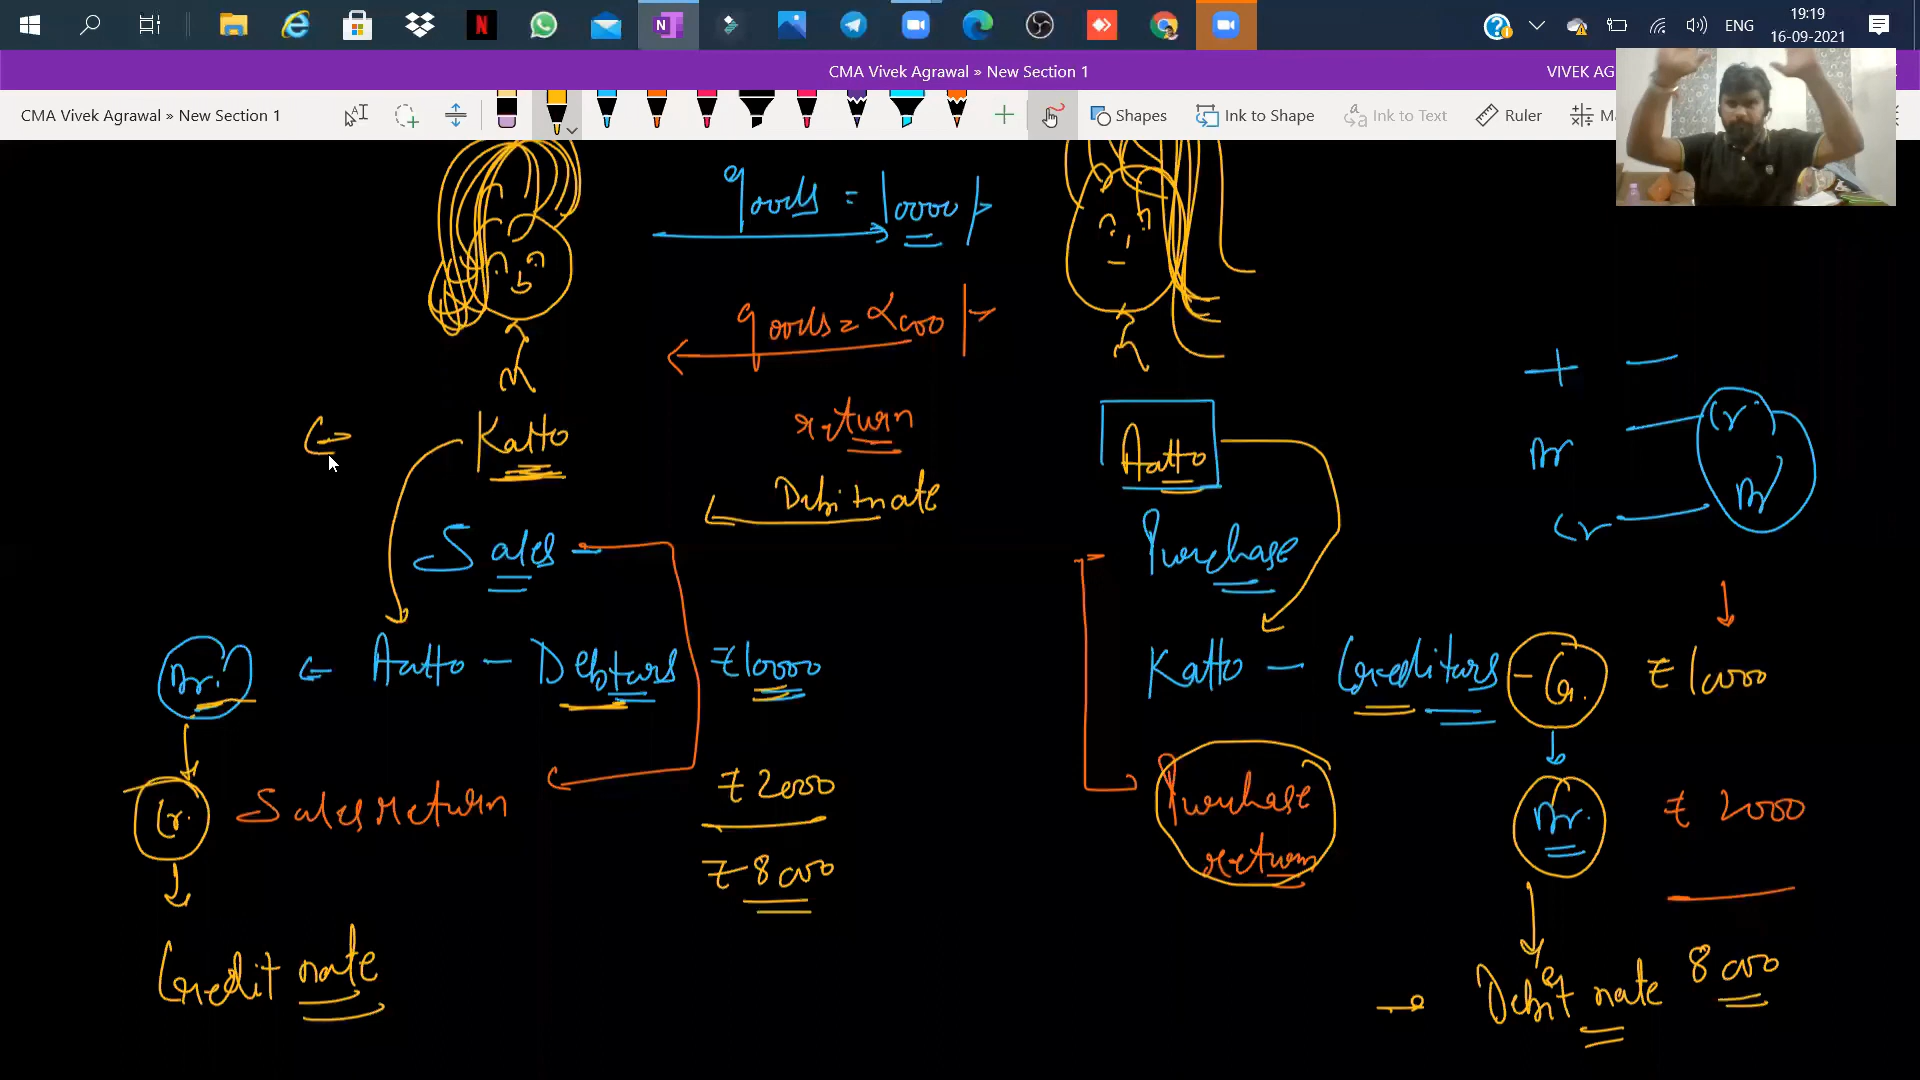 19:19
ENG
16-09-2021
CMA Vivek Agrawal » New Section 1
VIVEK AG
CMA Vivek Agrawal » New Section 1
Shapes
Ink to Shape
Ink to Text
Ruler
goods = 10000/-
goods = 2000/-
return
Debit note
+ -
Dr Cr
Cr Dr
Katto
Aatto
Sales
Purchase
Dr. Aatto - Debtors ₹10000
Katto - Creditors - Cr. ₹10000
Cr. Sales return ₹2000
Purchase return Dr. ₹2000
₹8000
Credit note
Debit note 8000